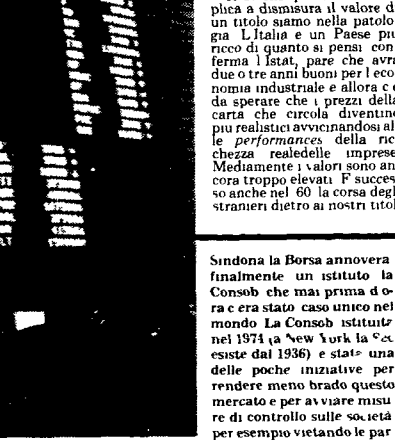 plica a dismisura il valore d
un titolo siamo nella patolo
gia L Italia e un Paese piu
ricco di quanto si pensi con
ferma l Istat, pare che avra
due o tre anni buoni per l eco
nomia industriale e allora c e
da sperare che i prezzi della
carta che circola diventino
piu realistici avvicinandosi al
le performances della ric
chezza realedelle imprese
Mediamente i valori sono an
cora troppo elevati F succes
so anche nel 60 la corsa degl
stranieri dietro ai nostri titol
Sindona la Borsa annovera
finalmente un istituto la
Consob che mai prima d o-
ra c era stato caso unico nel
mondo La Consob istituita
nel 1974 (a New York la
esiste dal 1936) e stata una
delle poche iniziative per
rendere meno brado questo
mercato e per avviare misu
re di controllo sulle società
per esempio vietando le par